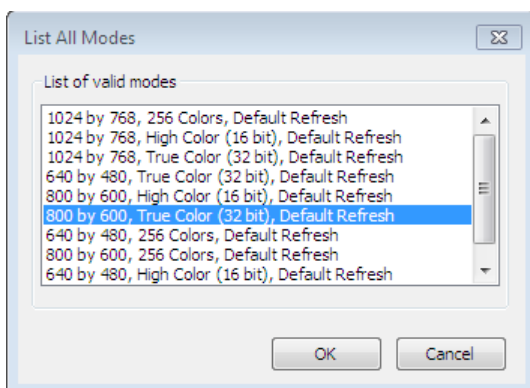 List All Modes
List of valid modes
1024 by 768, 256 Colors, Default Refresh
1024 by 768, High Color (16 bit), Default Refresh
1024 by 768, True Color (32 bit), Default Refresh
640 by 480, True Color (32 bit), Default Refresh
800 by 600, High Color (16 bit), Default Refresh
800 by 600, True Color (32 bit), Default Refresh
640 by 480, 256 Colors, Default Refresh
800 by 600, 256 Colors, Default Refresh
640 by 480, High Color (16 bit), Default Refresh
OK Cancel